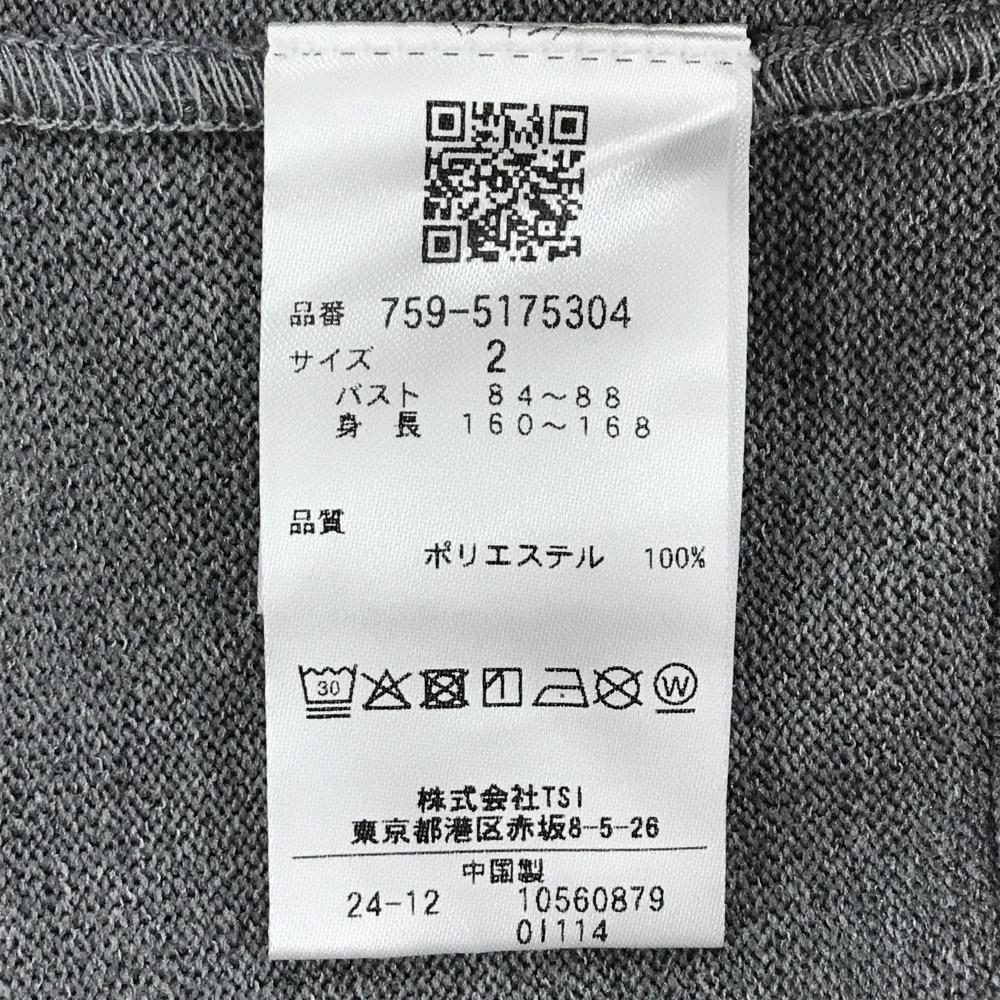 品番 759-5175304
サイズ 2
バスト 84～88
身長 160～168
品質
ポリエステル 100%
30 W
株式会社TSI
東京都港区赤坂8-5-26
中国製
24-12 10560879
01114